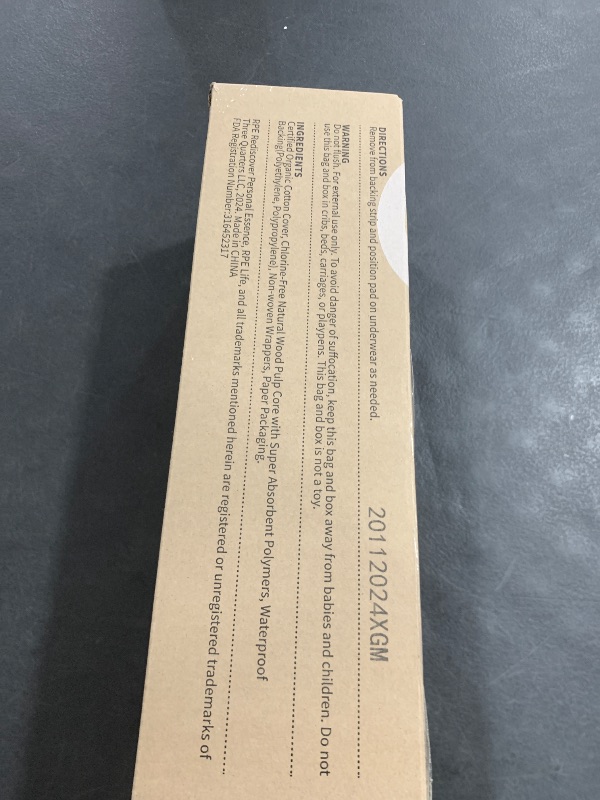 DIRECTIONS
Remove from backing strip and position pad on underwear as needed.
20112024XGM
WARNING
Do not flush. For external use only. To avoid danger of suffocation, keep this bag and box away from babies and children. Do not
use this bag and box in cribs, beds, carriages, or playpens. This bag and box is not a toy.
INGREDIENTS
Certified Organic Cotton Cover, Chlorine-Free Natural Wood Pulp Core with Super Absorbent Polymers, Waterproof
Backing(Polyethylene, Polypropylene), Non-woven Wrappers, Paper Packaging.
RPE Rediscover Personal Essence, RPE Life, and all trademarks mentioned herein are registered or unregistered trademarks of
Three Quarters LLC, 2024. Made in CHINA
FDA Registration Number:316452317